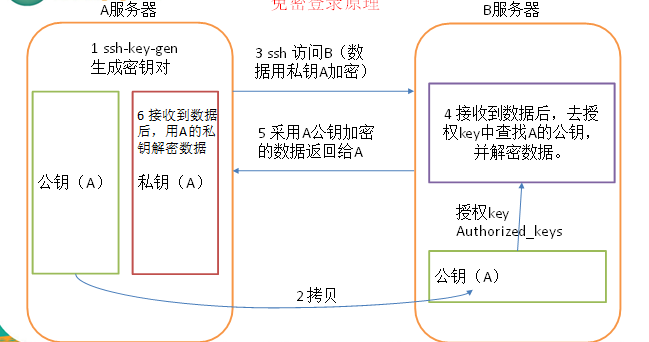 免密登录原理
A服务器
B服务器
1 ssh-key-gen
生成密钥对
3 ssh 访问B（数
据用私钥A加密）
6 接收到数据
后，用A的私
钥解密数据
4 接收到数据后，去授
权key中查找A的公钥，
并解密数据。
5 采用A公钥加密
的数据返回给A
公钥（A）
私钥（A）
授权key
Authorized_keys
公钥（A）
2 拷贝